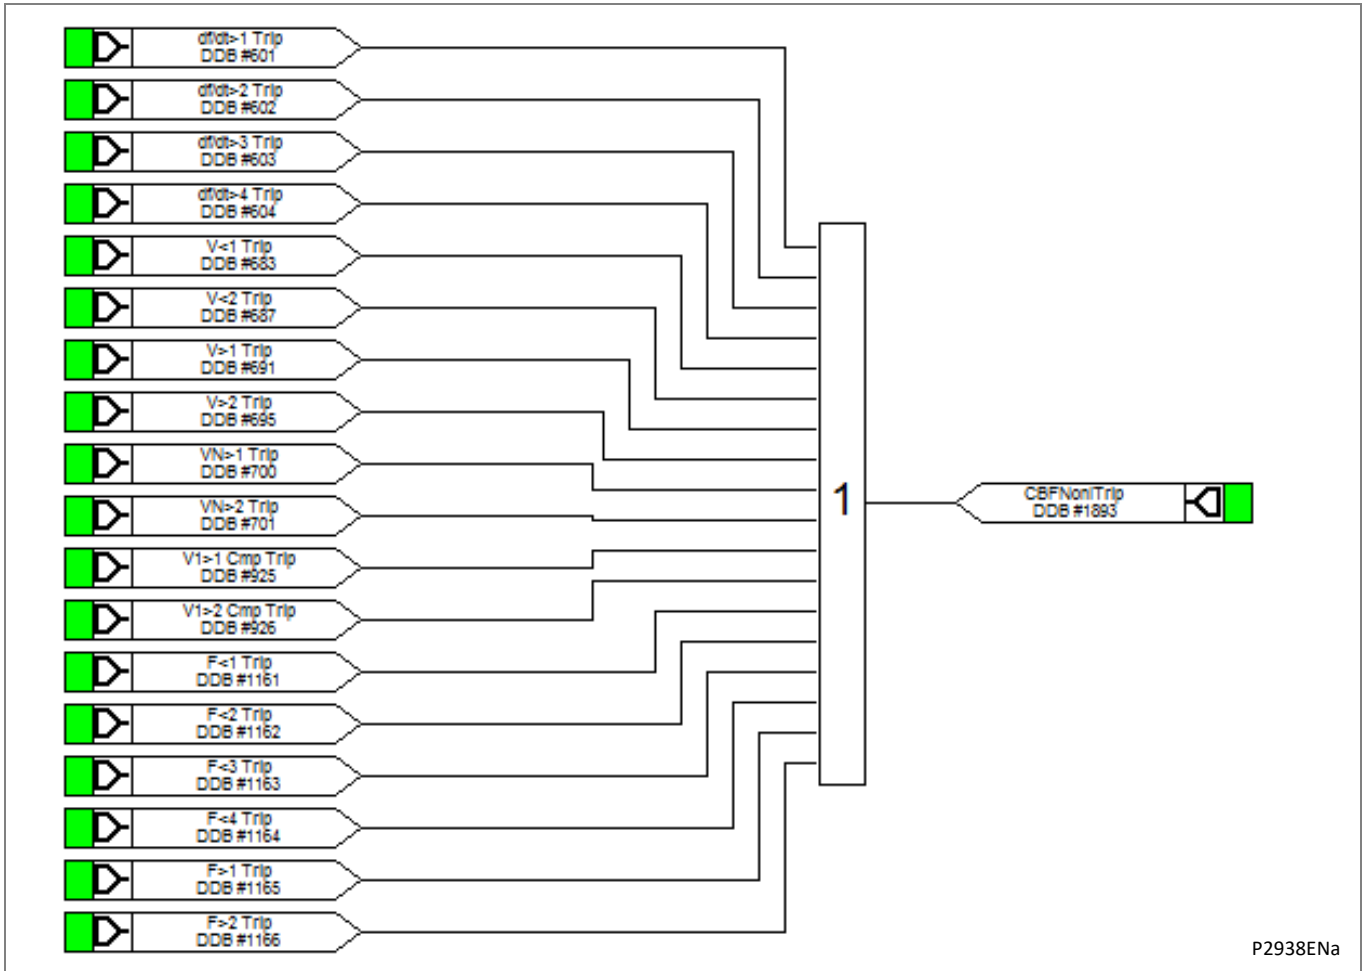 df/dt>1 Trip
DDB #601
df/dt>2 Trip
DDB #602
df/dt>3 Trip
DDB #603
df/dt>4 Trip
DDB #604
V<1 Trip
DDB #683
V<2 Trip
DDB #687
V>1 Trip
DDB #691
V>2 Trip
DDB #695
VN>1 Trip
DDB #700
VN>2 Trip
DDB #701
V1>1 Cmp Trip
DDB #925
V1>2 Cmp Trip
DDB #926
F<1 Trip
DDB #1161
F<2 Trip
DDB #1162
F<3 Trip
DDB #1163
F<4 Trip
DDB #1164
F>1 Trip
DDB #1165
F>2 Trip
DDB #1166
1
CBFNonITrip
DDB #1893
P2938ENa